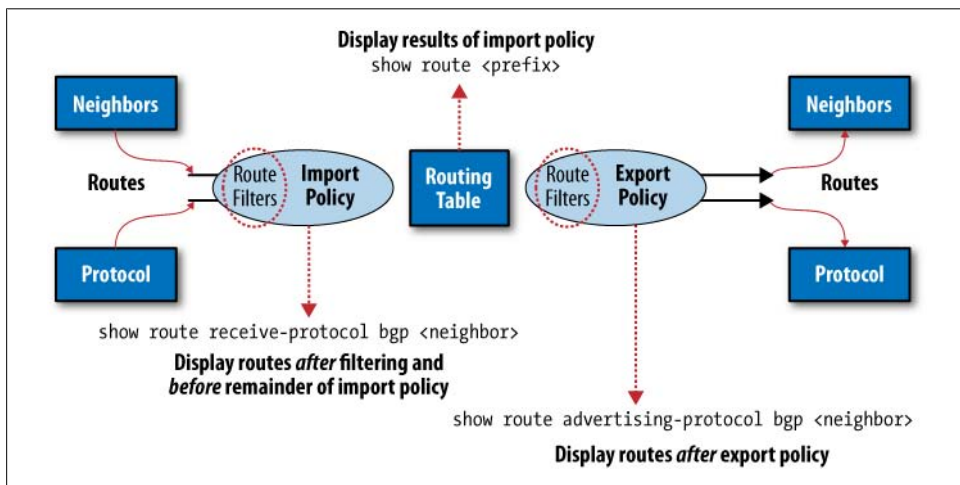 Display results of import policy
show route <prefix>
Neighbors
Neighbors
Routes
Route
Filters
Import
Policy
Routing
Table
Route
Filters
Export
Policy
Routes
Protocol
Protocol
show route receive-protocol bgp <neighbor>
Display routes after filtering and
before remainder of import policy
show route advertising-protocol bgp <neighbor>
Display routes after export policy